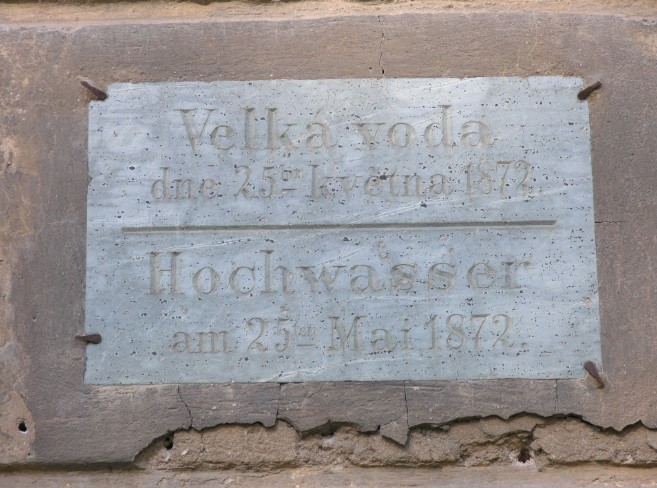 Velká voda
dne 25ho května 1872.
Hochwasser
am 25ten Mai 1872.